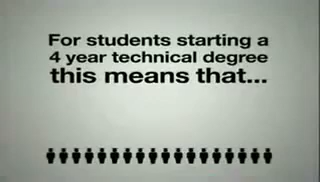 For students starting a
4 year technical degree
this means that...